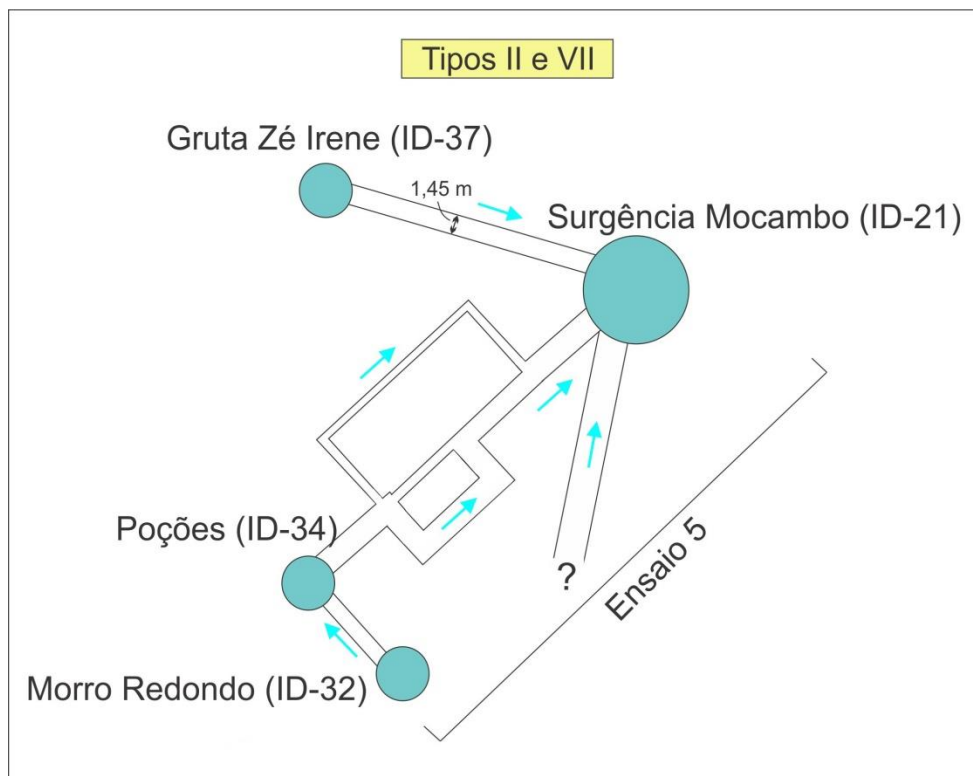 Tipos II e VII
Gruta Zé Irene (ID-37)
1,45 m
Surgência Mocambo (ID-21)
Poções (ID-34)
?
Ensaio 5
Morro Redondo (ID-32)